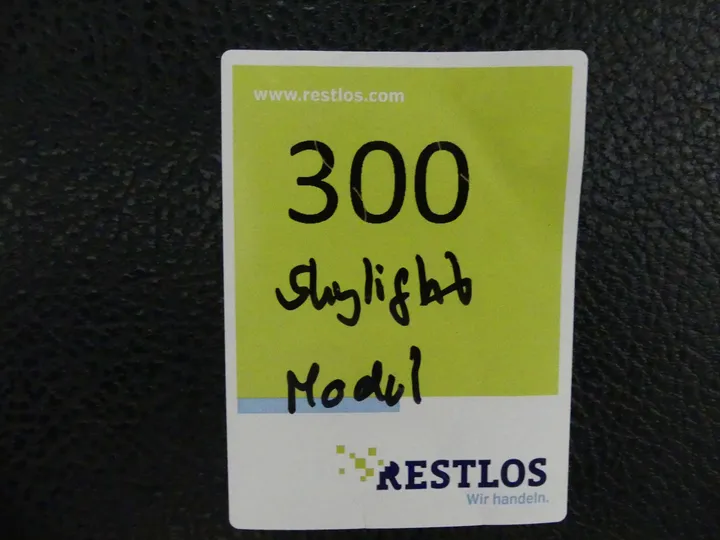 www.restlos.com
300
Skylight
Modul
RESTLOS
Wir handeln.